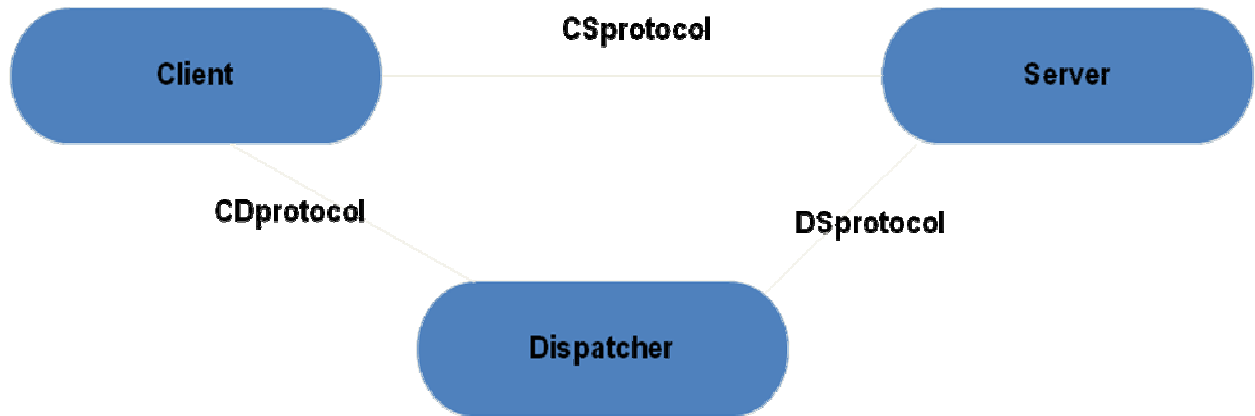 CSprotocol
Client
Server
CDprotocol
DSprotocol
Dispatcher